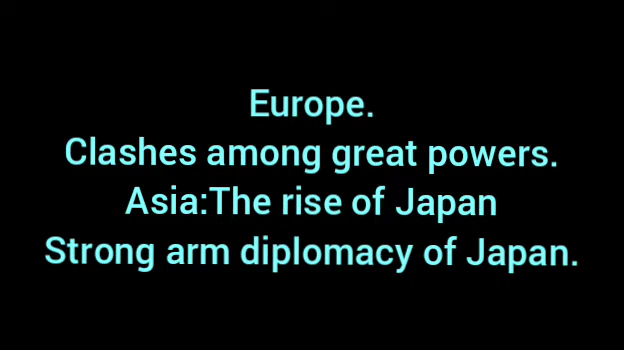 Europe.
Clashes among great powers.
Asia:The rise of Japan
Strong arm diplomacy of Japan.